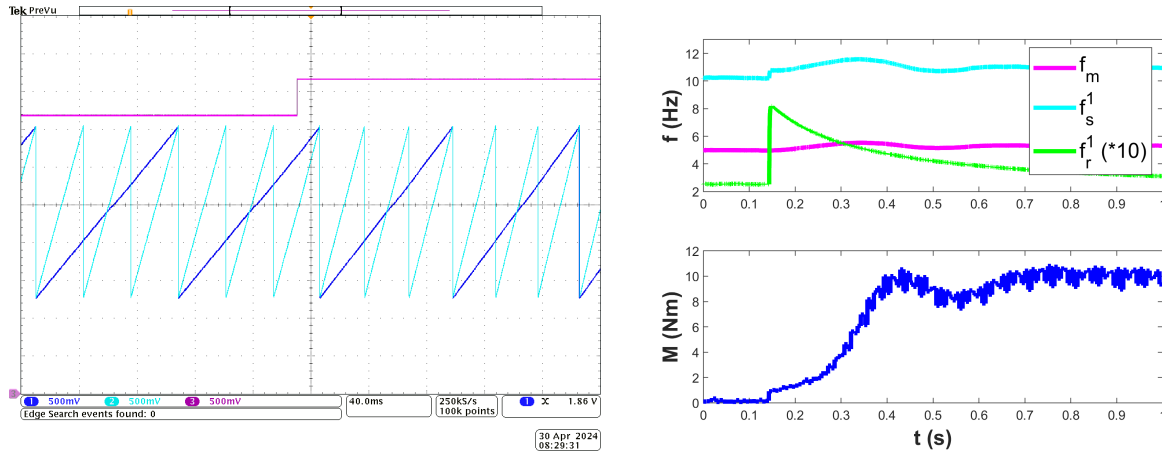 Tek PreVu
1 500mV 2 500mV 3 500mV
Edge Search events found: 0
40.0ms
250kS/s
100k points
1 X 1.86 V
30 Apr 2024
08:29:31
f (Hz)
12
10
8
6
4
2
0 0.1 0.2 0.3 0.4 0.5 0.6 0.7 0.8 0.9 1
f_m
f_s^1
f_r^1 (*10)
M (Nm)
12
10
8
6
4
2
0
0 0.1 0.2 0.3 0.4 0.5 0.6 0.7 0.8 0.9 1
t (s)